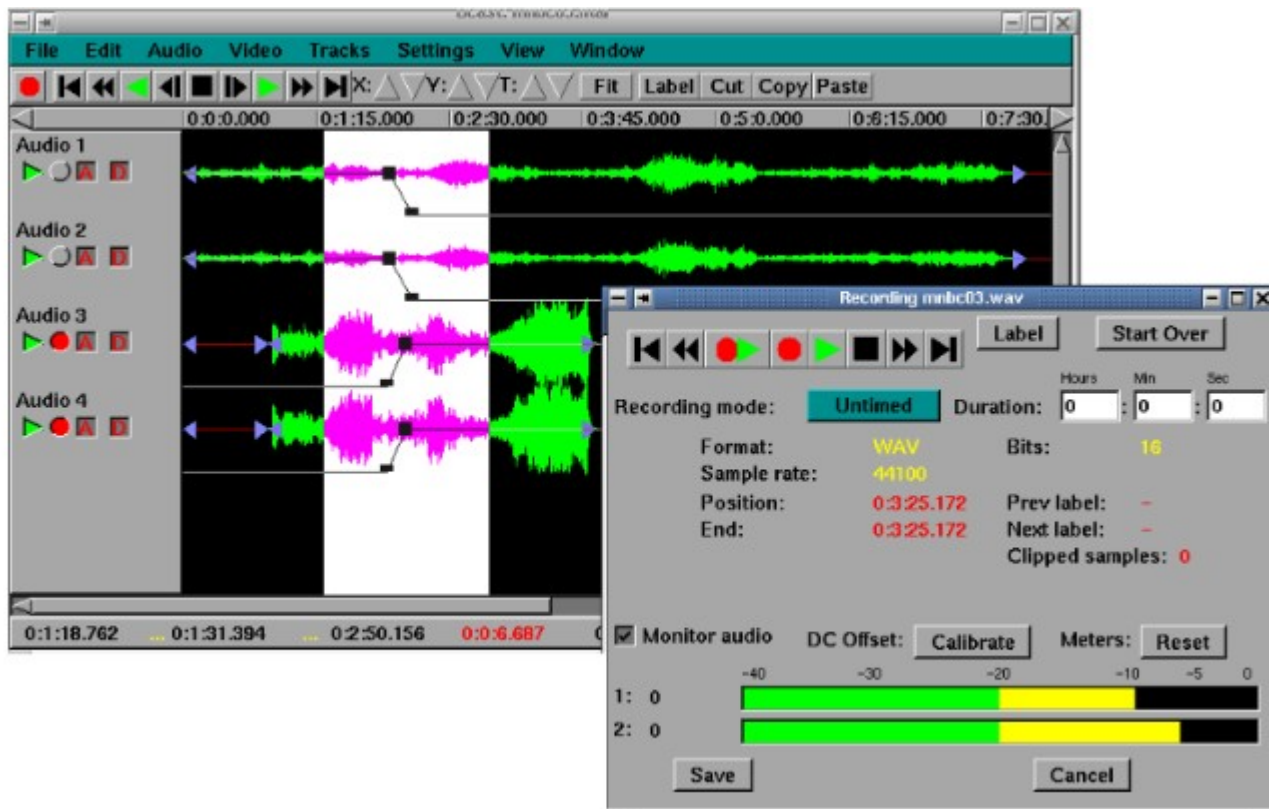 File Edit Audio Video Tracks Settings View Window
X: Y: T: Fit Label Cut Copy Paste
0:0:0.000 0:1:15.000 0:2:30.000 0:3:45.000 0:5:0.000 0:6:15.000 0:7:30.
Audio 1
A D
Audio 2
A D
Audio 3
A D
Audio 4
A D
0:1:18.762 ... 0:1:31.394 ... 0:2:50.156 0:0:6.687
Recording mnbc03.wav
Label Start Over
Hours Min Sec
Recording mode: Untimed Duration: 0 : 0 : 0
Format: WAV Bits: 16
Sample rate: 44100
Position: 0:3:25.172 Prev label: -
End: 0:3:25.172 Next label: -
Clipped samples: 0
Monitor audio DC Offset: Calibrate Meters: Reset
-40 -30 -20 -10 -5 0
1: 0
2: 0
Save Cancel